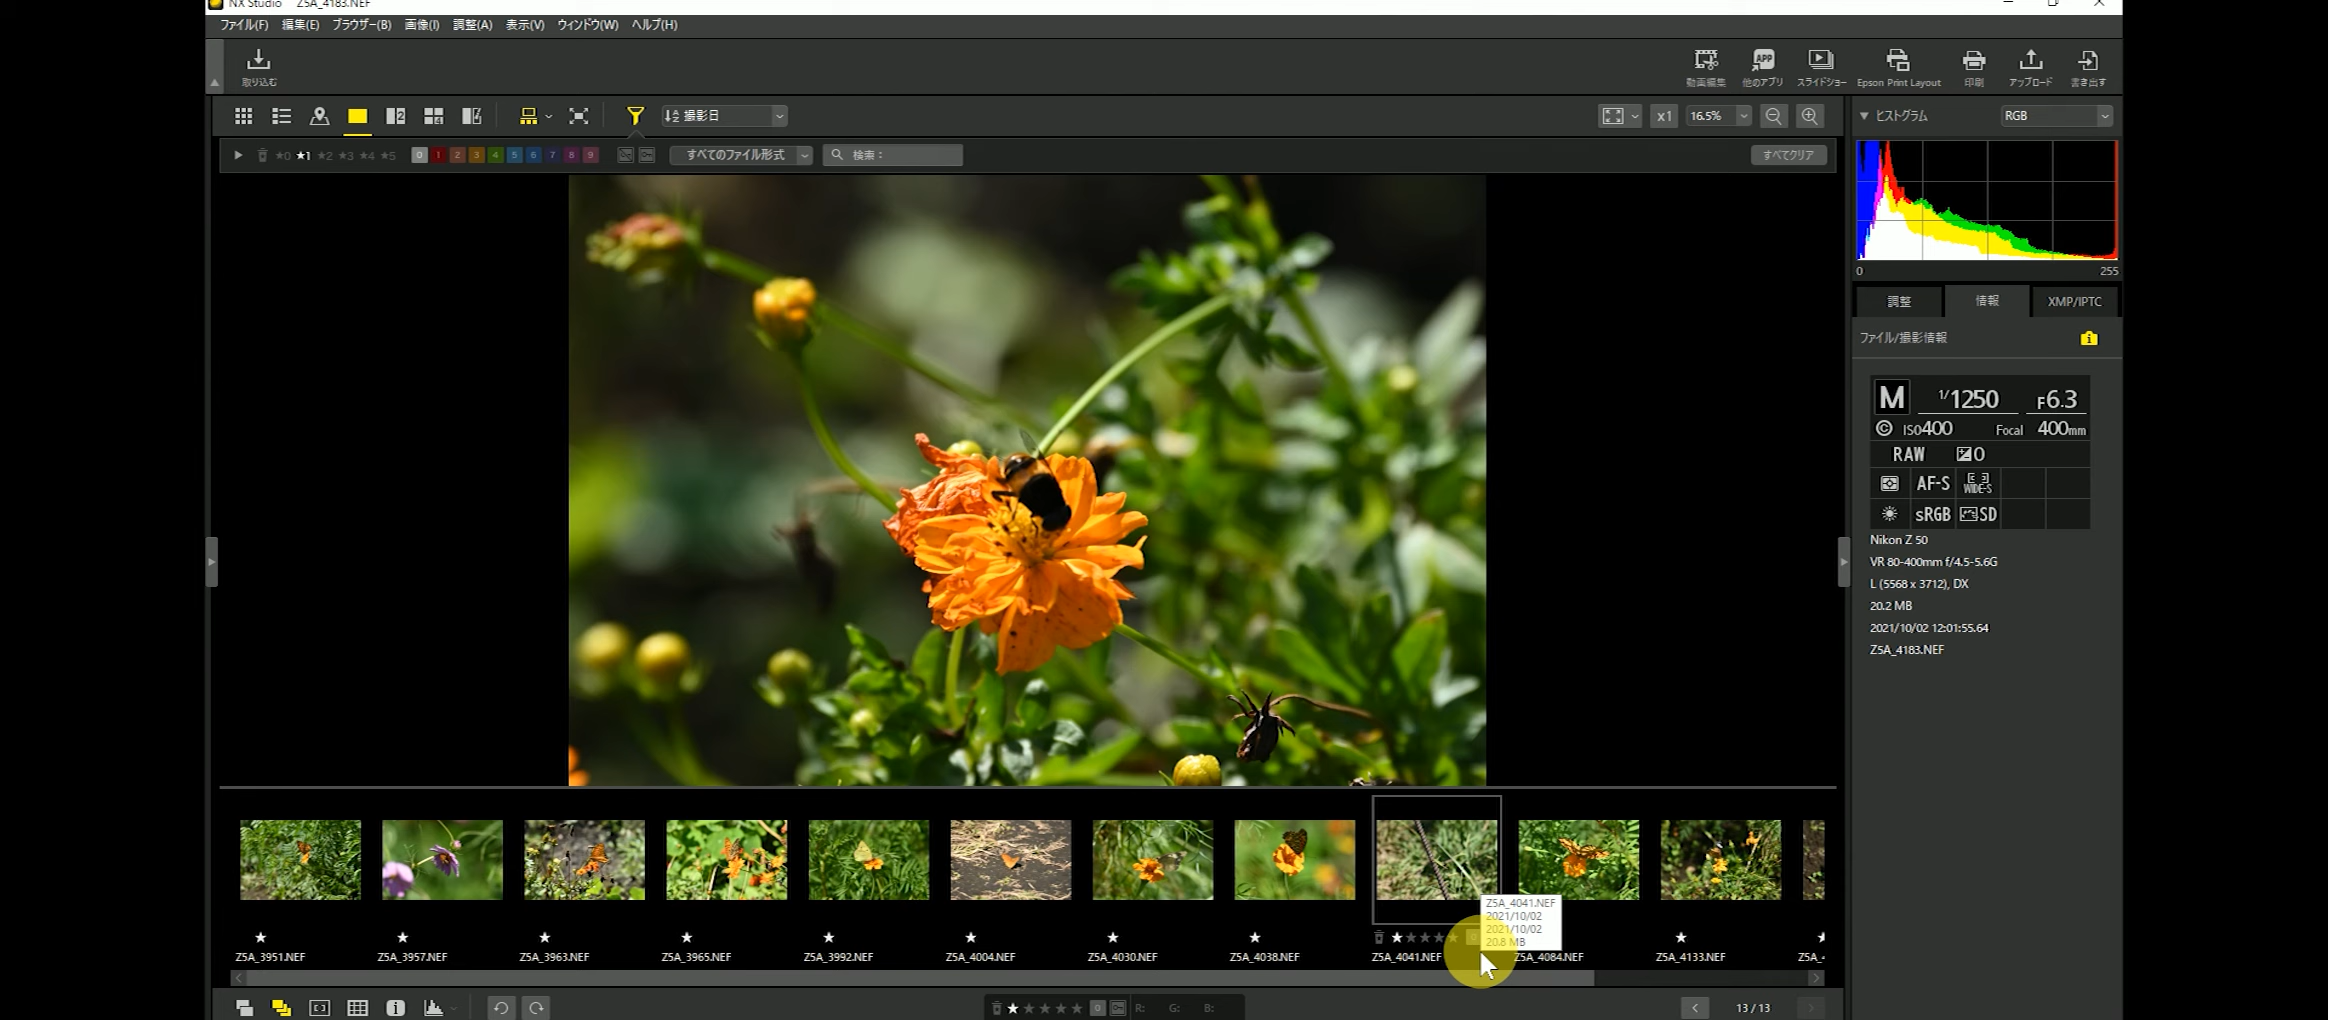 NX Studio Z5A_4183.NEF
ファイル(F) 編集(E) ブラウザー(B) 画像(I) 調整(A) 表示(V) ウィンドウ(W) ヘルプ(H)
取り込む 動画編集 他のアプリ スライドショー Epson Print Layout 印刷 アップロード 書き出す
撮影日 x1 16.5%
ヒストグラム RGB
★0 ★1 ★2 ★3 ★4 ★5 0 1 2 3 4 5 6 7 8 9 すべてのファイル形式 検索: すべてクリア
0 255
調整 情報 XMP/IPTC
ファイル/撮影情報
M 1/1250 F6.3
ISO400 Focal 400mm
RAW 0
AF-S WIDE-S
sRGB SD
Nikon Z 50
VR 80-400mm f/4.5-5.6G
L (5568 x 3712), DX
20.2 MB
2021/10/02 12:01:55.64
Z5A_4183.NEF
Z5A_4041.NEF
2021/10/02
2021/10/02
20.8 MB
Z5A_3951.NEF Z5A_3957.NEF Z5A_3963.NEF Z5A_3965.NEF Z5A_3992.NEF Z5A_4004.NEF Z5A_4030.NEF Z5A_4038.NEF Z5A_4041.NEF Z5A_4084.NEF Z5A_4133.NEF
0 R: G: B: 13/13